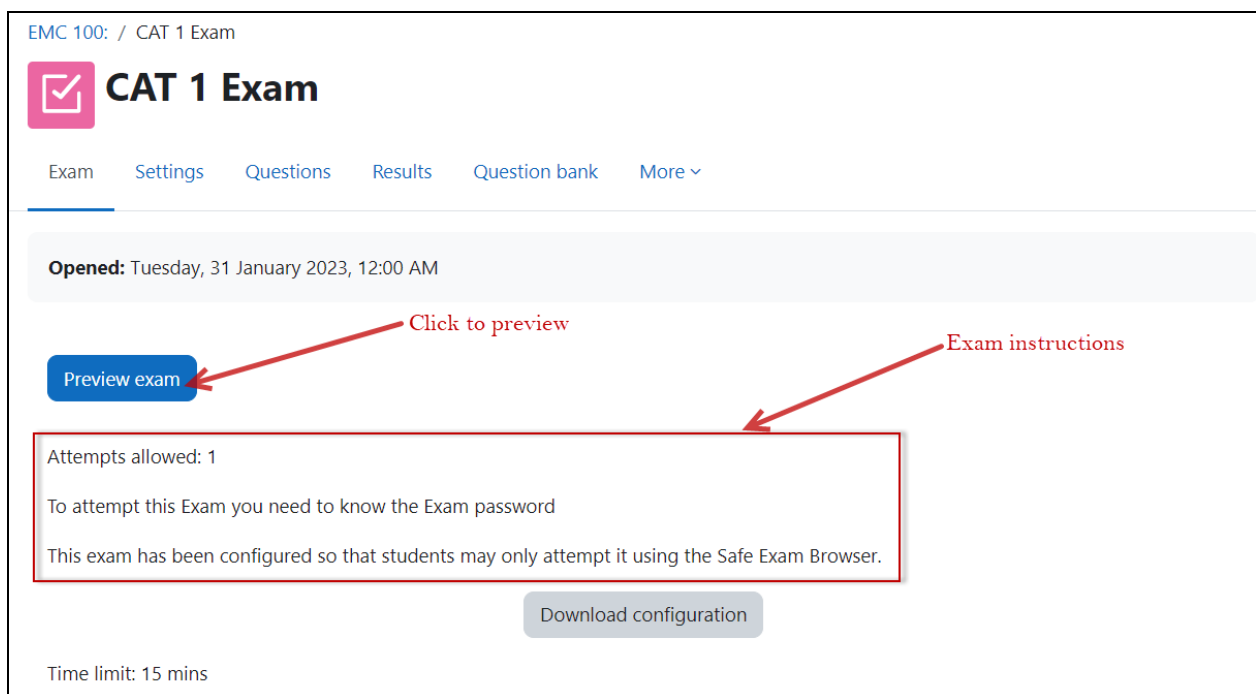 EMC 100: / CAT 1 Exam
CAT 1 Exam
Exam Settings Questions Results Question bank More
Opened: Tuesday, 31 January 2023, 12:00 AM
Click to preview
Exam instructions
Preview exam
Attempts allowed: 1
To attempt this Exam you need to know the Exam password
This exam has been configured so that students may only attempt it using the Safe Exam Browser.
Download configuration
Time limit: 15 mins